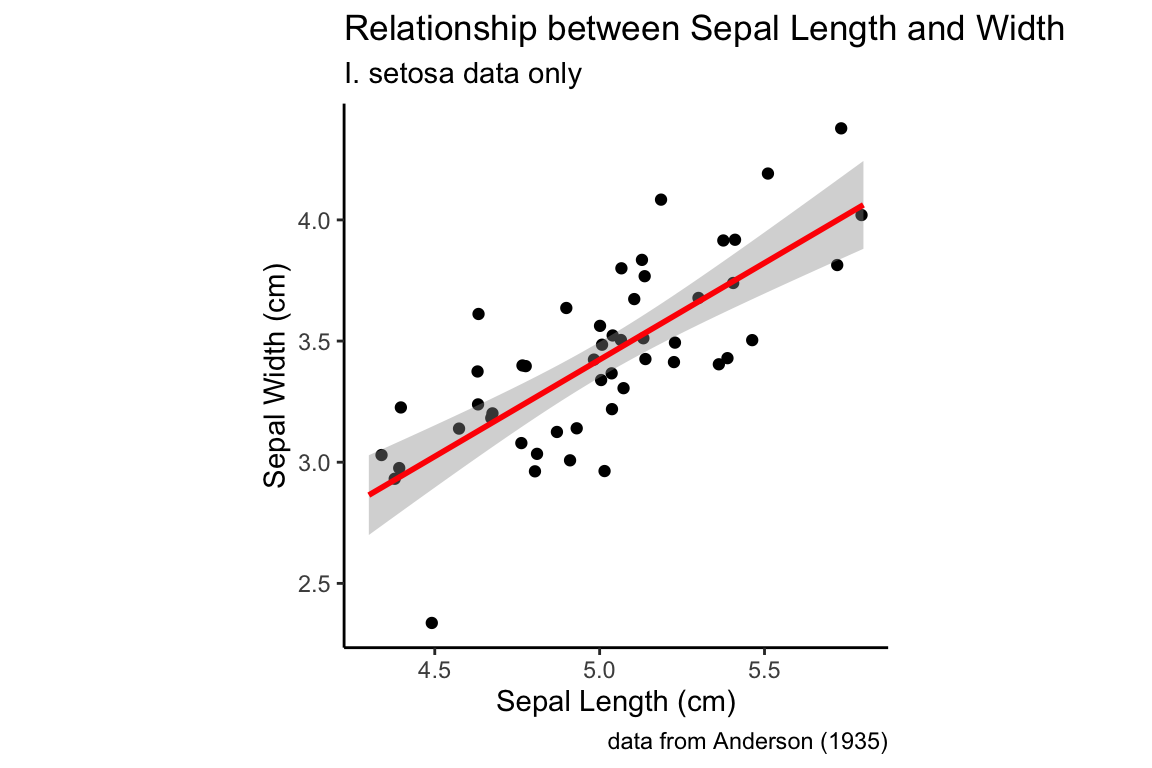 Relationship between Sepal Length and Width
I. setosa data only
4.0
3.5
3.0
2.5
Sepal Width (cm)
4.5 5.0 5.5
Sepal Length (cm)
data from Anderson (1935)